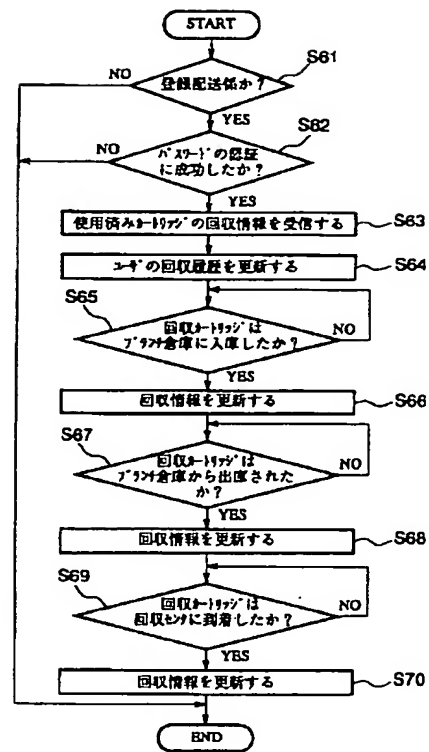 START
S61
NO
登録配送係か？
YES
S62
NO
パスワードの認証
に成功したか？
YES
使用済みカートリッジの回収情報を受信する
S63
ユーザの回収履歴を更新する
S64
S65
回収カートリッジは
ブランチ倉庫に入庫したか？
NO
YES
回収情報を更新する
S66
S67
回収カートリッジは
ブランチ倉庫から出庫された
か？
NO
YES
回収情報を更新する
S68
S69
回収カートリッジは
回収センタに到着したか？
NO
YES
回収情報を更新する
S70
END